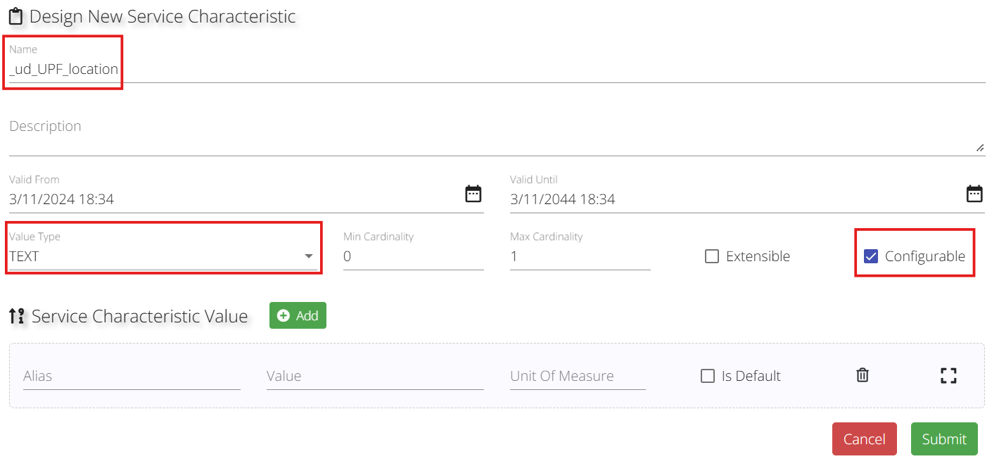 Design New Service Characteristic
Name
_ud_UPF_location
Description
Valid From
Valid Until
3/11/2024 18:34
3/11/2044 18:34
Value Type
Min Cardinality
Max Cardinality
TEXT
0
1
Extensible
Configurable
Service Characteristic Value
Add
Alias
Value
Unit Of Measure
Is Default
Cancel
Submit